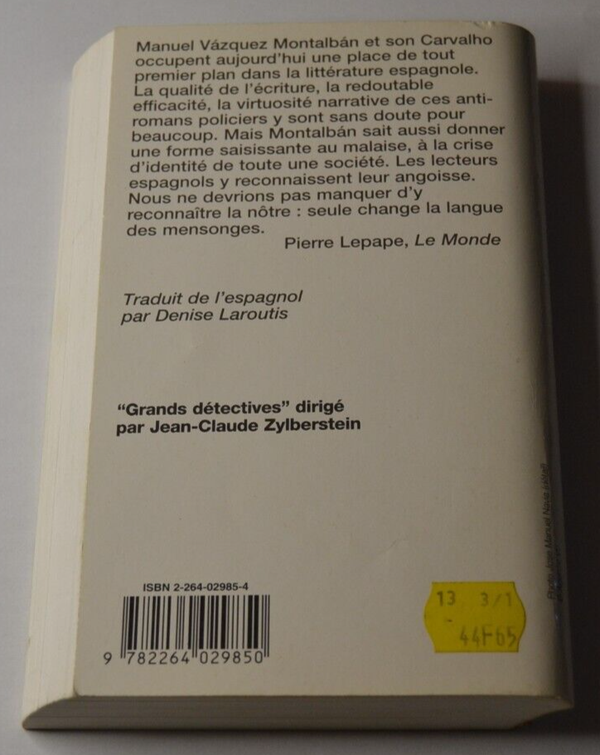 Manuel Vázquez Montalbán et son Carvalho
occupent aujourd'hui une place de tout
premier plan dans la littérature espagnole.
La qualité de l'écriture, la redoutable
efficacité, la virtuosité narrative de ces anti-
romans policiers y sont sans doute pour
beaucoup. Mais Montalbán sait aussi donner
une forme saisissante au malaise, à la crise
d'identité de toute une société. Les lecteurs
espagnols y reconnaissent leur angoisse.
Nous ne devrions pas manquer d'y
reconnaître la nôtre : seule change la langue
des mensonges.
Pierre Lepape, Le Monde
Traduit de l'espagnol
par Denise Laroutis
“Grands détectives” dirigé
par Jean-Claude Zylberstein
ISBN 2-264-02985-4
9 782264 029850
13 3/1
44F65